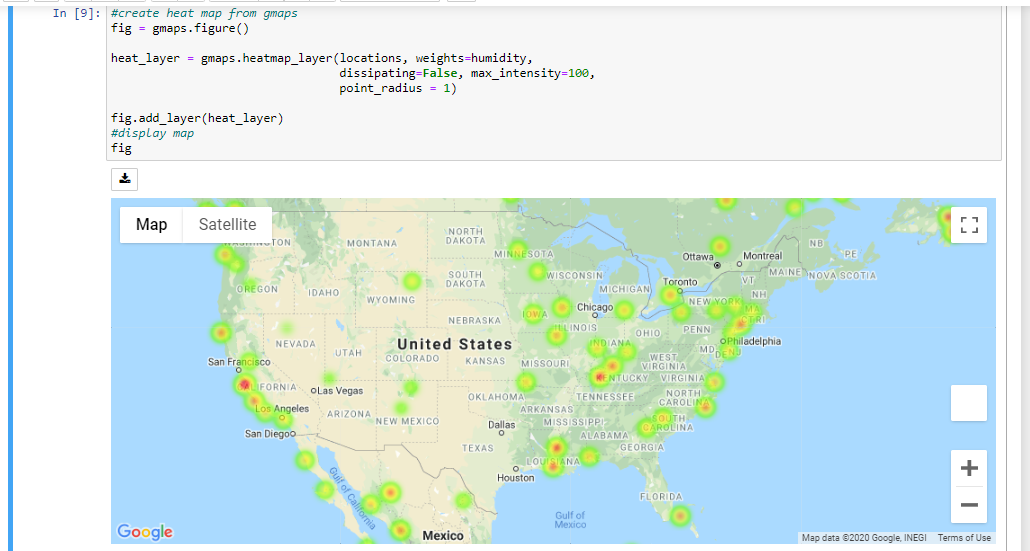 In [9]: #create heat map from gmaps
fig = gmaps.figure()
heat_layer = gmaps.heatmap_layer(locations, weights=humidity,
dissipating=False, max_intensity=100,
point_radius = 1)
fig.add_layer(heat_layer)
#display map
fig
Map Satellite
WASHINGTON
MONTANA
NORTH
DAKOTA
MINNESOTA
Ottawa
Montreal
NB
PE
MAINE
NOVA SCOTIA
OREGON
IDAHO
WYOMING
SOUTH
DAKOTA
WISCONSIN
MICHIGAN
Toronto
VT
NH
NEW YORK
MA
CT RI
NEBRASKA
IOWA
Chicago
ILLINOIS
INDIANA
OHIO
PENN
Philadelphia
MD
DE NJ
NEVADA
UTAH
COLORADO
United States
KANSAS
MISSOURI
WEST
VIRGINIA
KENTUCKY
VIRGINIA
San Francisco
CALIFORNIA
Las Vegas
Los Angeles
San Diego
ARIZONA
NEW MEXICO
OKLAHOMA
ARKANSAS
TENNESSEE
NORTH
CAROLINA
SOUTH
CAROLINA
MISSISSIPPI
ALABAMA
GEORGIA
Dallas
TEXAS
LOUISIANA
Houston
FLORIDA
Gulf of
Mexico
Gulf of California
Mexico
Google
Map data ©2020 Google, INEGI Terms of Use